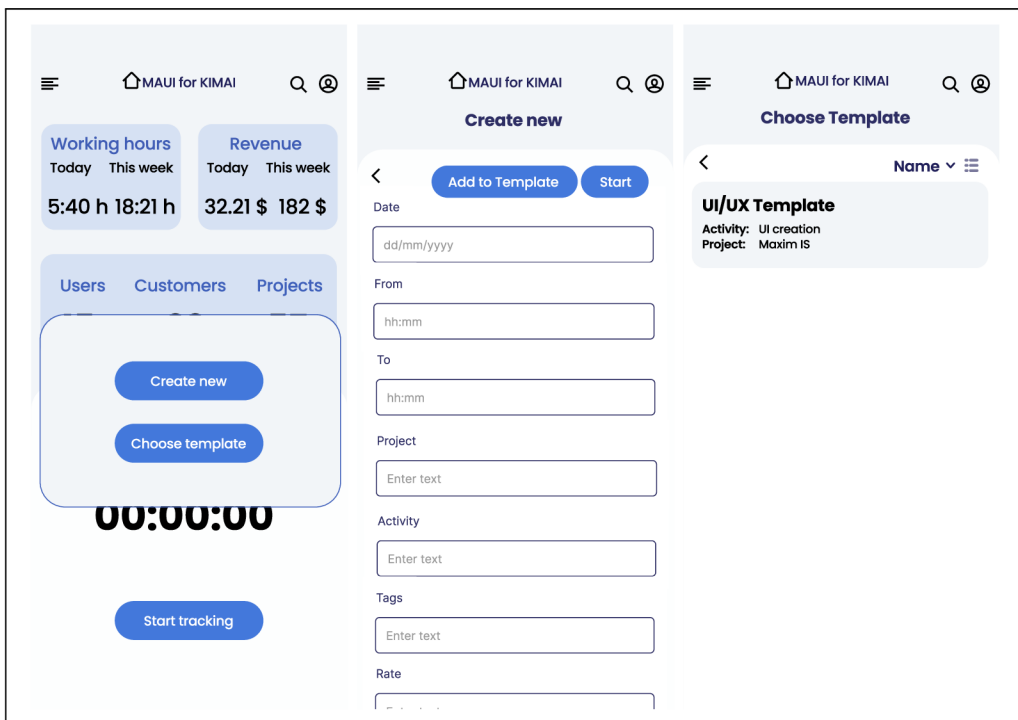 MAUI for KIMAI
Working hours
Today This week
5:40 h 18:21 h
Revenue
Today This week
32.21 $ 182 $
Users Customers Projects
Create new
Choose template
00:00:00
Start tracking
MAUI for KIMAI
Create new
Add to Template Start
Date
dd/mm/yyyy
From
hh:mm
To
hh:mm
Project
Enter text
Activity
Enter text
Tags
Enter text
Rate
MAUI for KIMAI
Choose Template
Name
UI/UX Template
Activity: UI creation
Project: Maxim IS